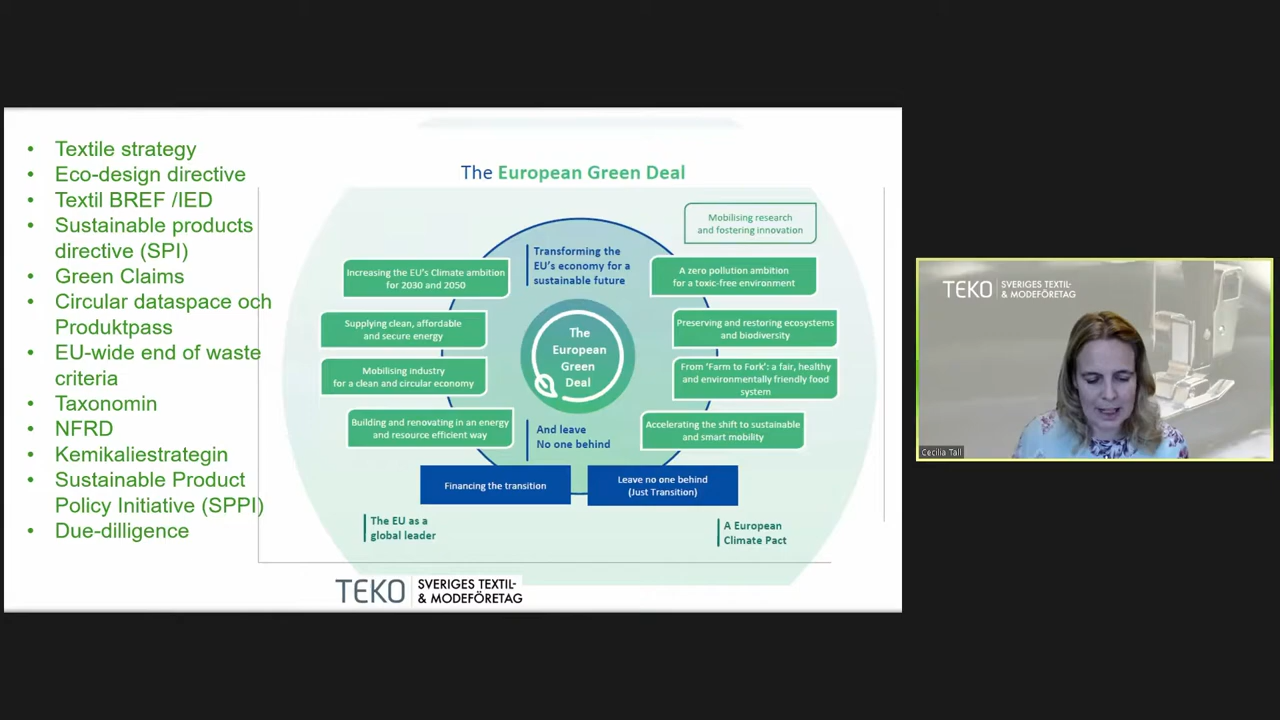 • Textile strategy
• Eco-design directive
• Textil BREF /IED
• Sustainable products
directive (SPI)
• Green Claims
• Circular dataspace och
Produktpass
• EU-wide end of waste
criteria
• Taxonomin
• NFRD
• Kemikaliestrategin
• Sustainable Product
Policy Initiative (SPPI)
• Due-dilligence
The European Green Deal
Mobilising research
and fostering innovation
Transforming the
EU's economy for a
sustainable future
Increasing the EU's Climate ambition
for 2030 and 2050
A zero pollution ambition
for a toxic-free environment
Supplying clean, affordable
and secure energy
Preserving and restoring ecosystems
and biodiversity
The
European
Green
Deal
Mobilising industry
for a clean and circular economy
From 'Farm to Fork': a fair, healthy
and environmentally friendly food
system
Building and renovating in an energy
and resource efficient way
Accelerating the shift to sustainable
and smart mobility
And leave
No one behind
Financing the transition
Leave no one behind
(Just Transition)
The EU as a
global leader
A European
Climate Pact
TEKO
SVERIGES TEXTIL-
& MODEFÖRETAG
TEKO
SVERIGES TEXTIL-
& MODEFÖRETAG
Cecilia Tall